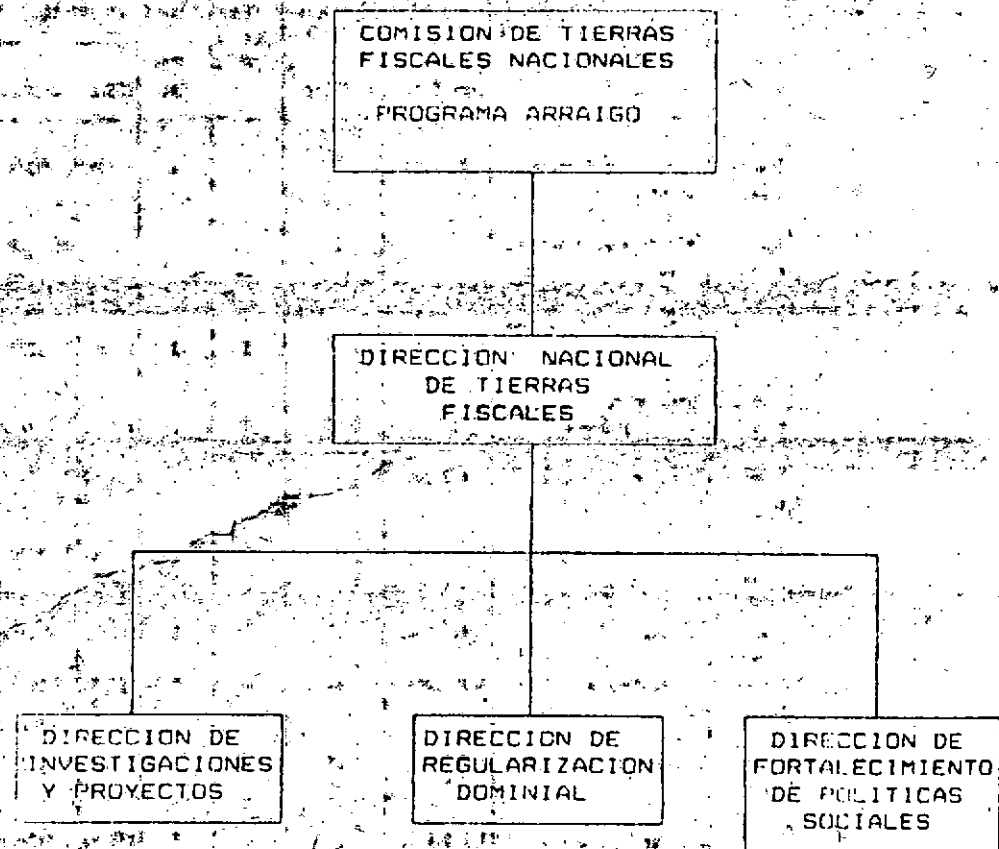 COMISION DE TIERRAS
FISCALES NACIONALES
PROGRAMA ARRAIGO
DIRECCION NACIONAL
DE TIERRAS
FISCALES
DIRECCION DE
INVESTIGACIONES
Y PROYECTOS
DIRECCION DE
REGULARIZACION
DOMINIAL
DIRECCION DE
FORTALECIMIENTO
DE POLITICAS
SOCIALES